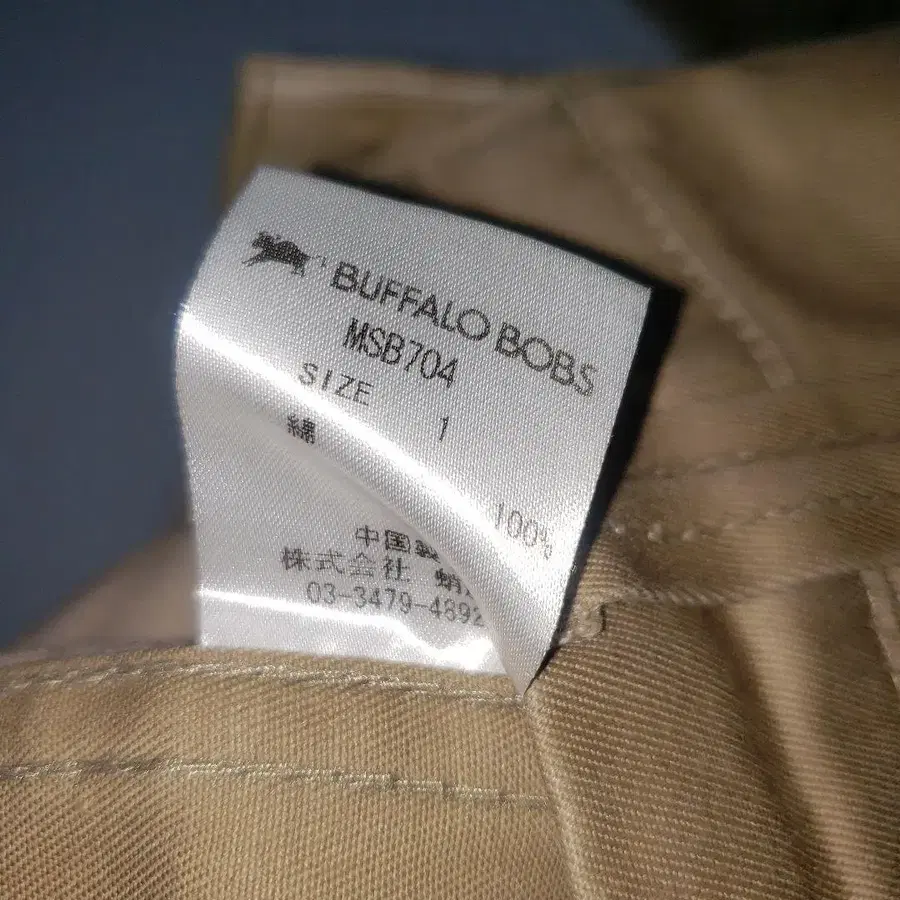 BUFFALO BOBS
MSB704
SIZE 1
綿 100%
中国製
株式会社
03-3479-4892